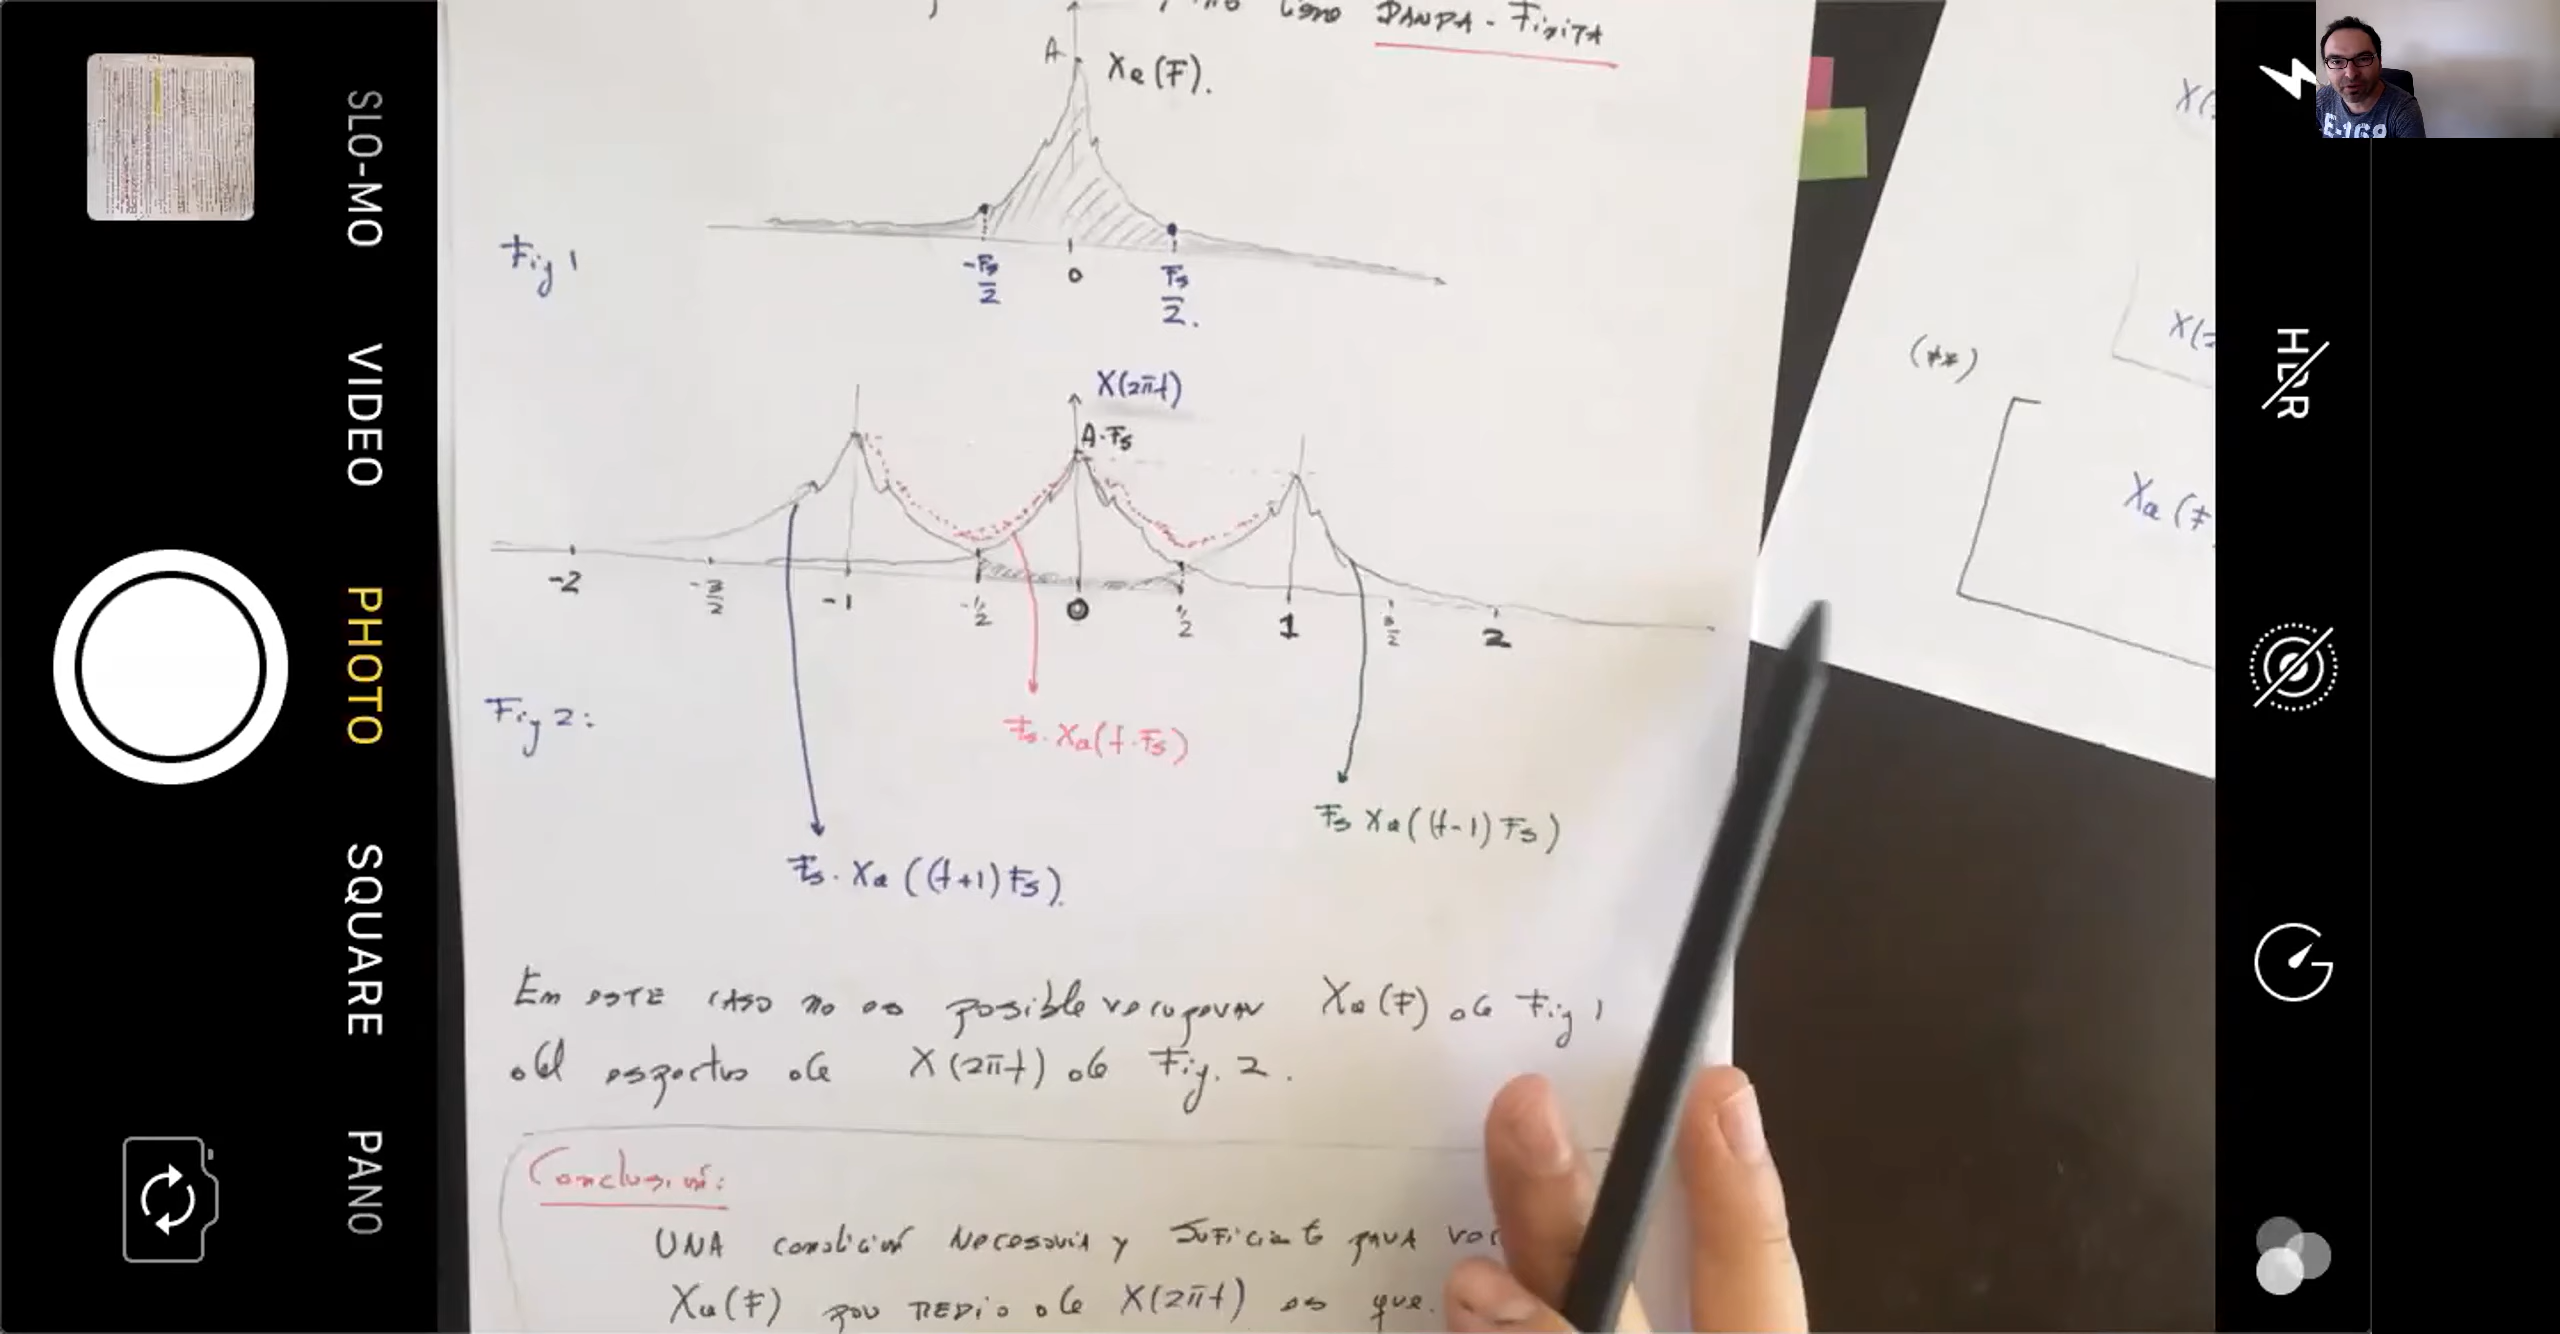 BANDA - Finita
A
Xa(F).
Fig 1
-Fs/2
0
Fs/2.
X(2πf)
A·Fs
-2
-3/2
-1
-1/2
0
1/2
1
3/2
2
Fig 2:
Fs·Xa(f·Fs)
Fs Xa((f-1)Fs)
Fs·Xa((f+1)Fs).
En este caso no es posible recuperar Xa(F) de Fig 1
del espectro de X(2πf) de Fig. 2.
Conclusión:
UNA condición Necesaria y Suficiente para
Xa(F) por medio de X(2πf) es que
(**)
Xa(F
SLO-MO
VIDEO
PHOTO
SQUARE
PANO
HDR
E-168